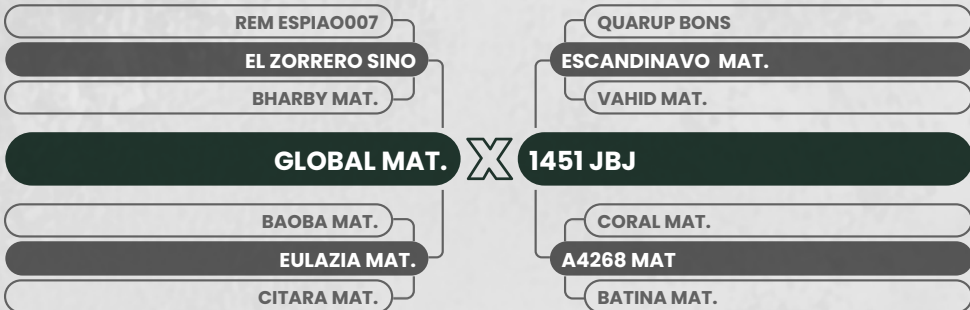 REM ESPIAO007
QUARUP BONS
EL ZORRERO SINO
ESCANDINAVO MAT.
BHARBY MAT.
VAHID MAT.
GLOBAL MAT. X 1451 JBJ
BAOBA MAT.
CORAL MAT.
EULAZIA MAT.
A4268 MAT
CITARA MAT.
BATINA MAT.